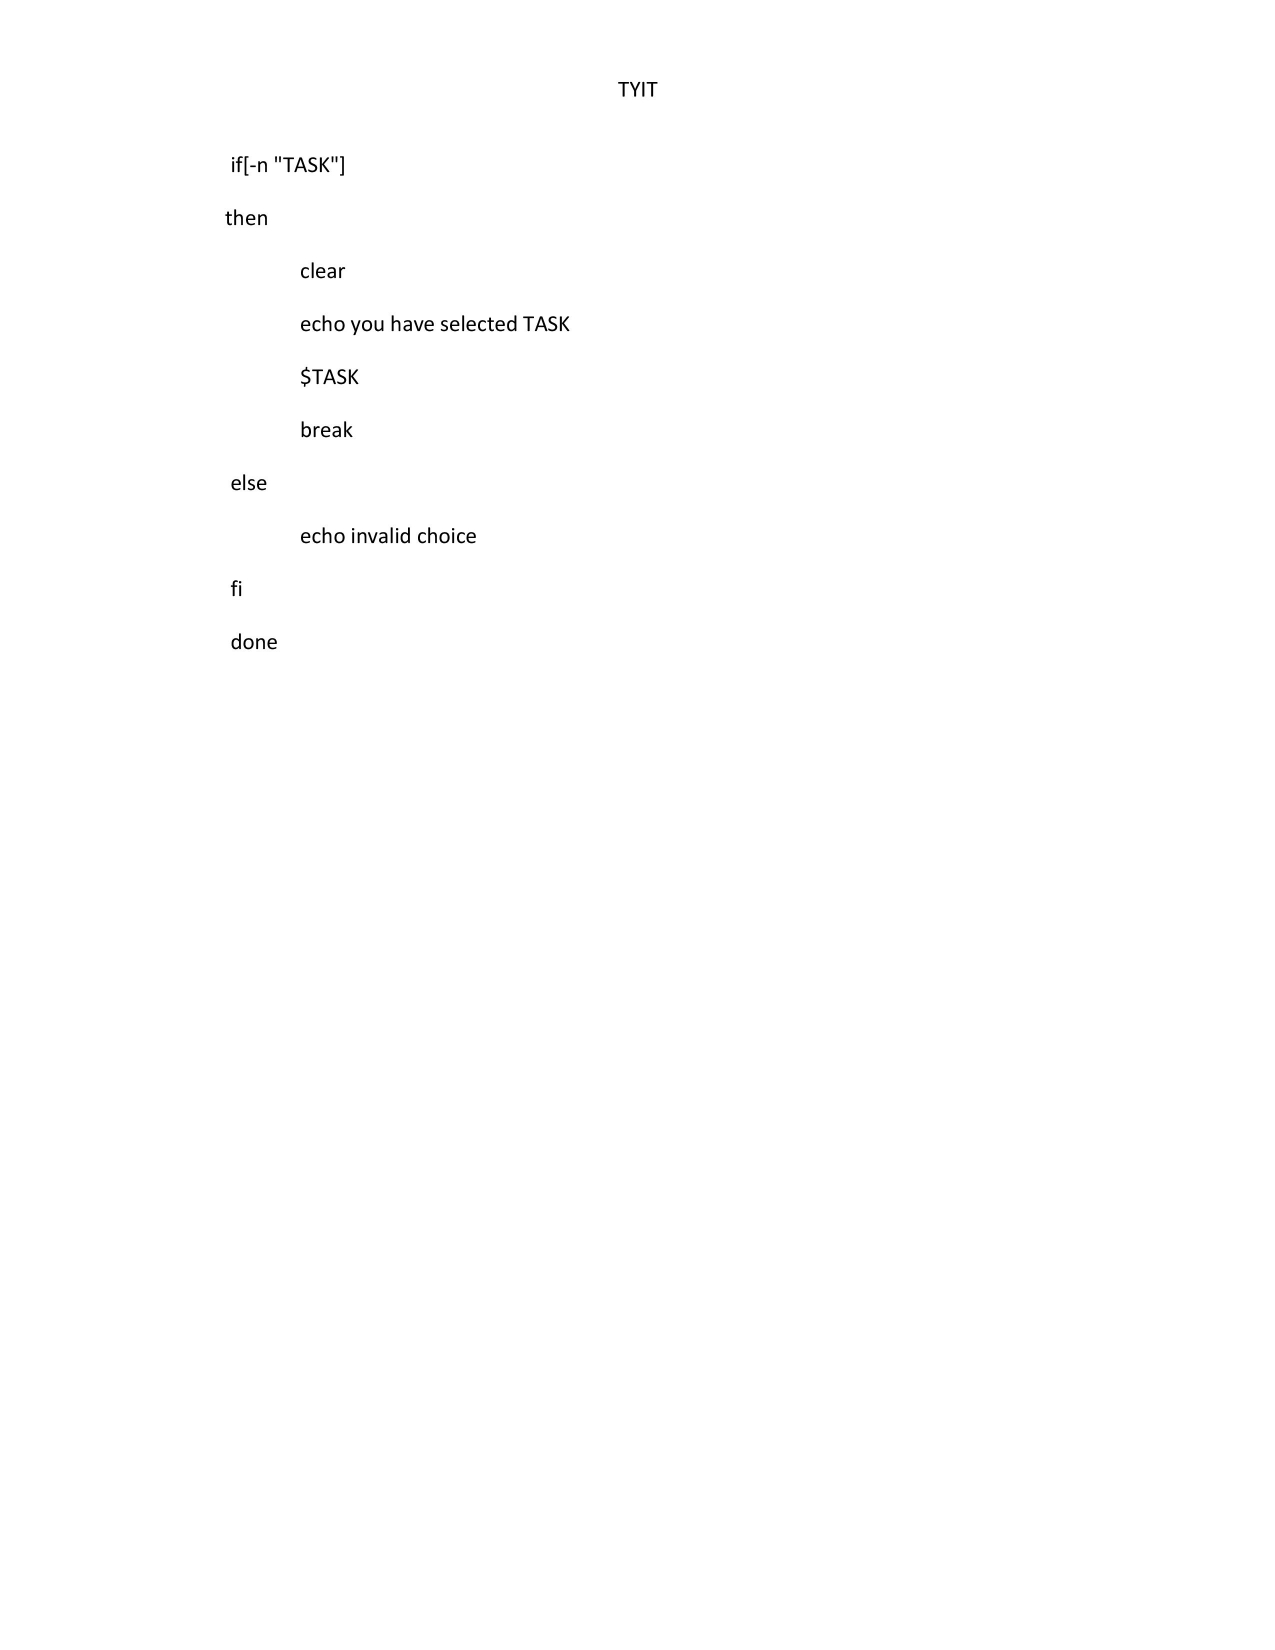 TYIT
if[-n "TASK"]
then
clear
echo you have selected TASK
$TASK
break
else
echo invalid choice
fi
done